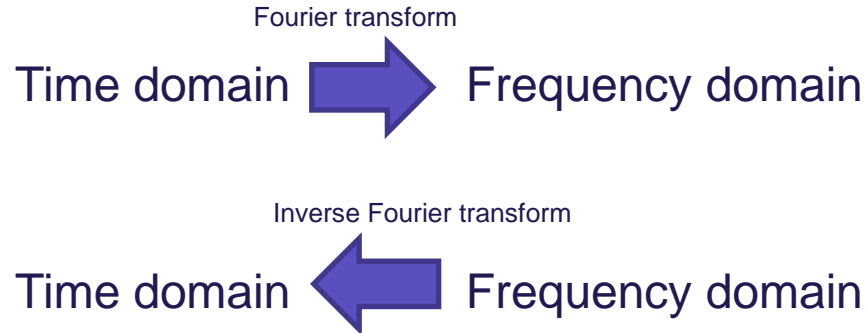 Fourier transform
Time domain Frequency domain
Inverse Fourier transform
Time domain Frequency domain